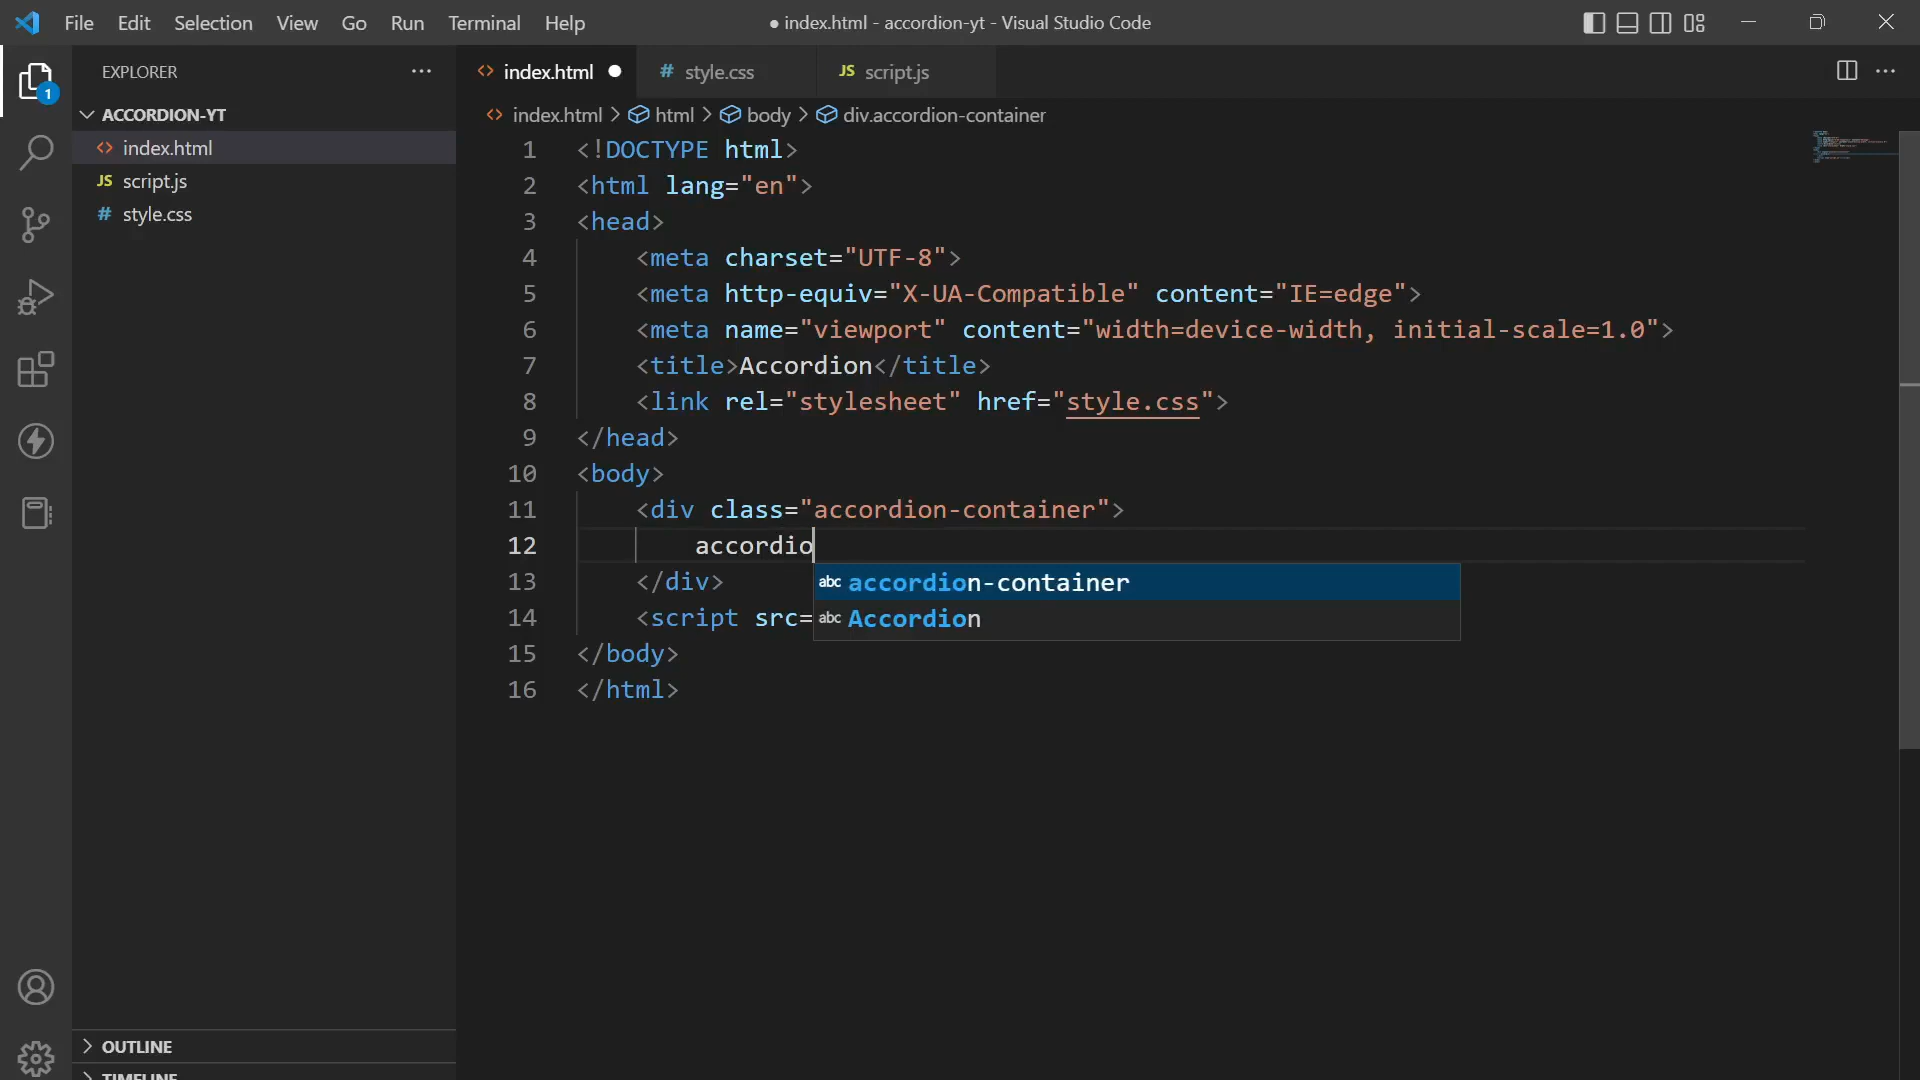 File Edit Selection View Go Run Terminal Help
● index.html - accordion-yt - Visual Studio Code
EXPLORER
1
ACCORDION-YT
<> index.html
JS script.js
# style.css
OUTLINE
TIMELINE
<> index.html ● # style.css JS script.js
<> index.html > html > body > div.accordion-container
1 <!DOCTYPE html>
2 <html lang="en">
3 <head>
4 <meta charset="UTF-8">
5 <meta http-equiv="X-UA-Compatible" content="IE=edge">
6 <meta name="viewport" content="width=device-width, initial-scale=1.0">
7 <title>Accordion</title>
8 <link rel="stylesheet" href="style.css">
9 </head>
10 <body>
11 <div class="accordion-container">
12 accordio
13 </div>
abc accordion-container
14 <script src=
abc Accordion
15 </body>
16 </html>